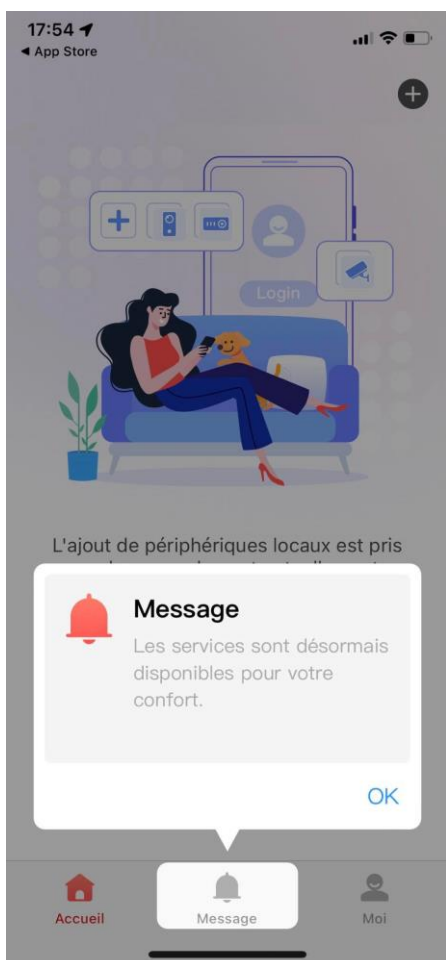 17:54
App Store
Login
L'ajout de périphériques locaux est pris
Message
Les services sont désormais
disponibles pour votre
confort.
OK
Accueil
Message
Moi